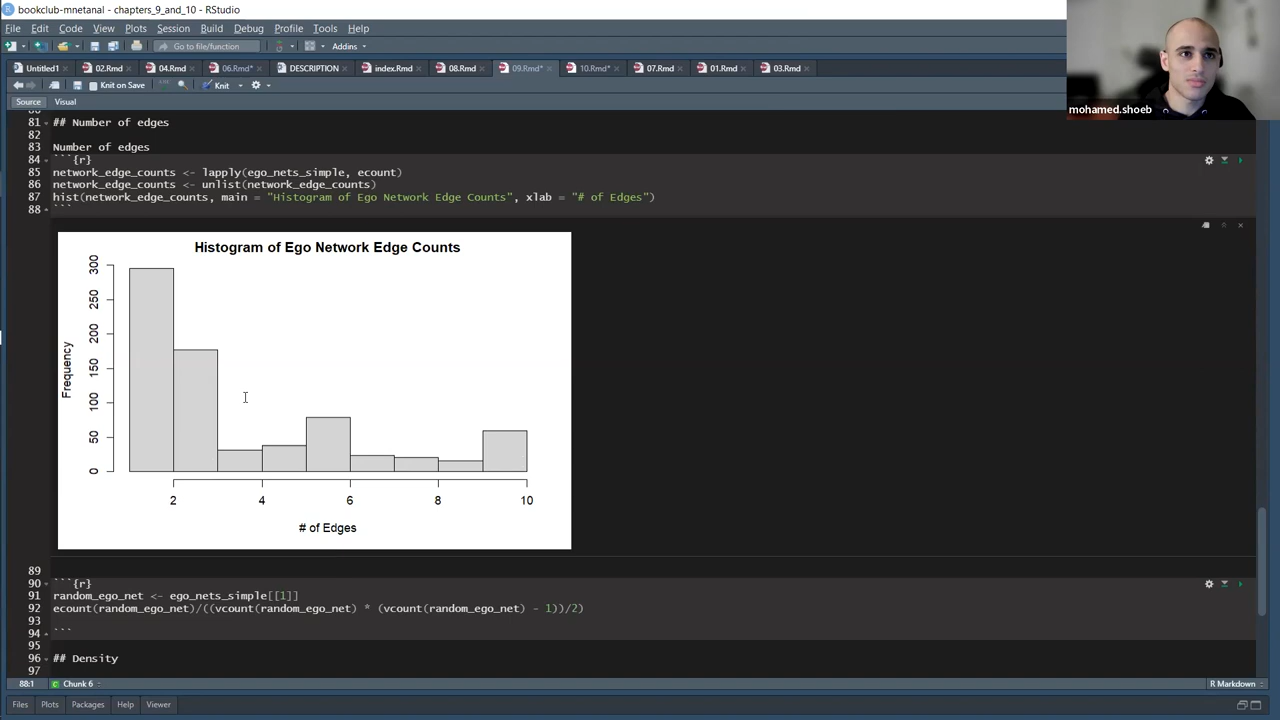 bookclub-mnetanal - chapters_9_and_10 - RStudio
File Edit Code View Plots Session Build Debug Profile Tools Help
Go to file/function Addins
Untitled1 02.Rmd 04.Rmd 06.Rmd* DESCRIPTION index.Rmd 08.Rmd 09.Rmd* 10.Rmd* 07.Rmd 01.Rmd 03.Rmd
Knit on Save Knit
mohamed.shoeb
Source Visual
81 ## Number of edges
82
83 Number of edges
84 ```{r}
85 network_edge_counts <- lapply(ego_nets_simple, ecount)
86 network_edge_counts <- unlist(network_edge_counts)
87 hist(network_edge_counts, main = "Histogram of Ego Network Edge Counts", xlab = "# of Edges")
88 ```
Histogram of Ego Network Edge Counts
300
250
200
150
100
50
0
Frequency
2 4 6 8 10
# of Edges
89
90 ```{r}
91 random_ego_net <- ego_nets_simple[[1]]
92 ecount(random_ego_net)/((vcount(random_ego_net) * (vcount(random_ego_net) - 1))/2)
93
94 ```
95
96 ## Density
97
88:1 Chunk 6 R Markdown
Files Plots Packages Help Viewer